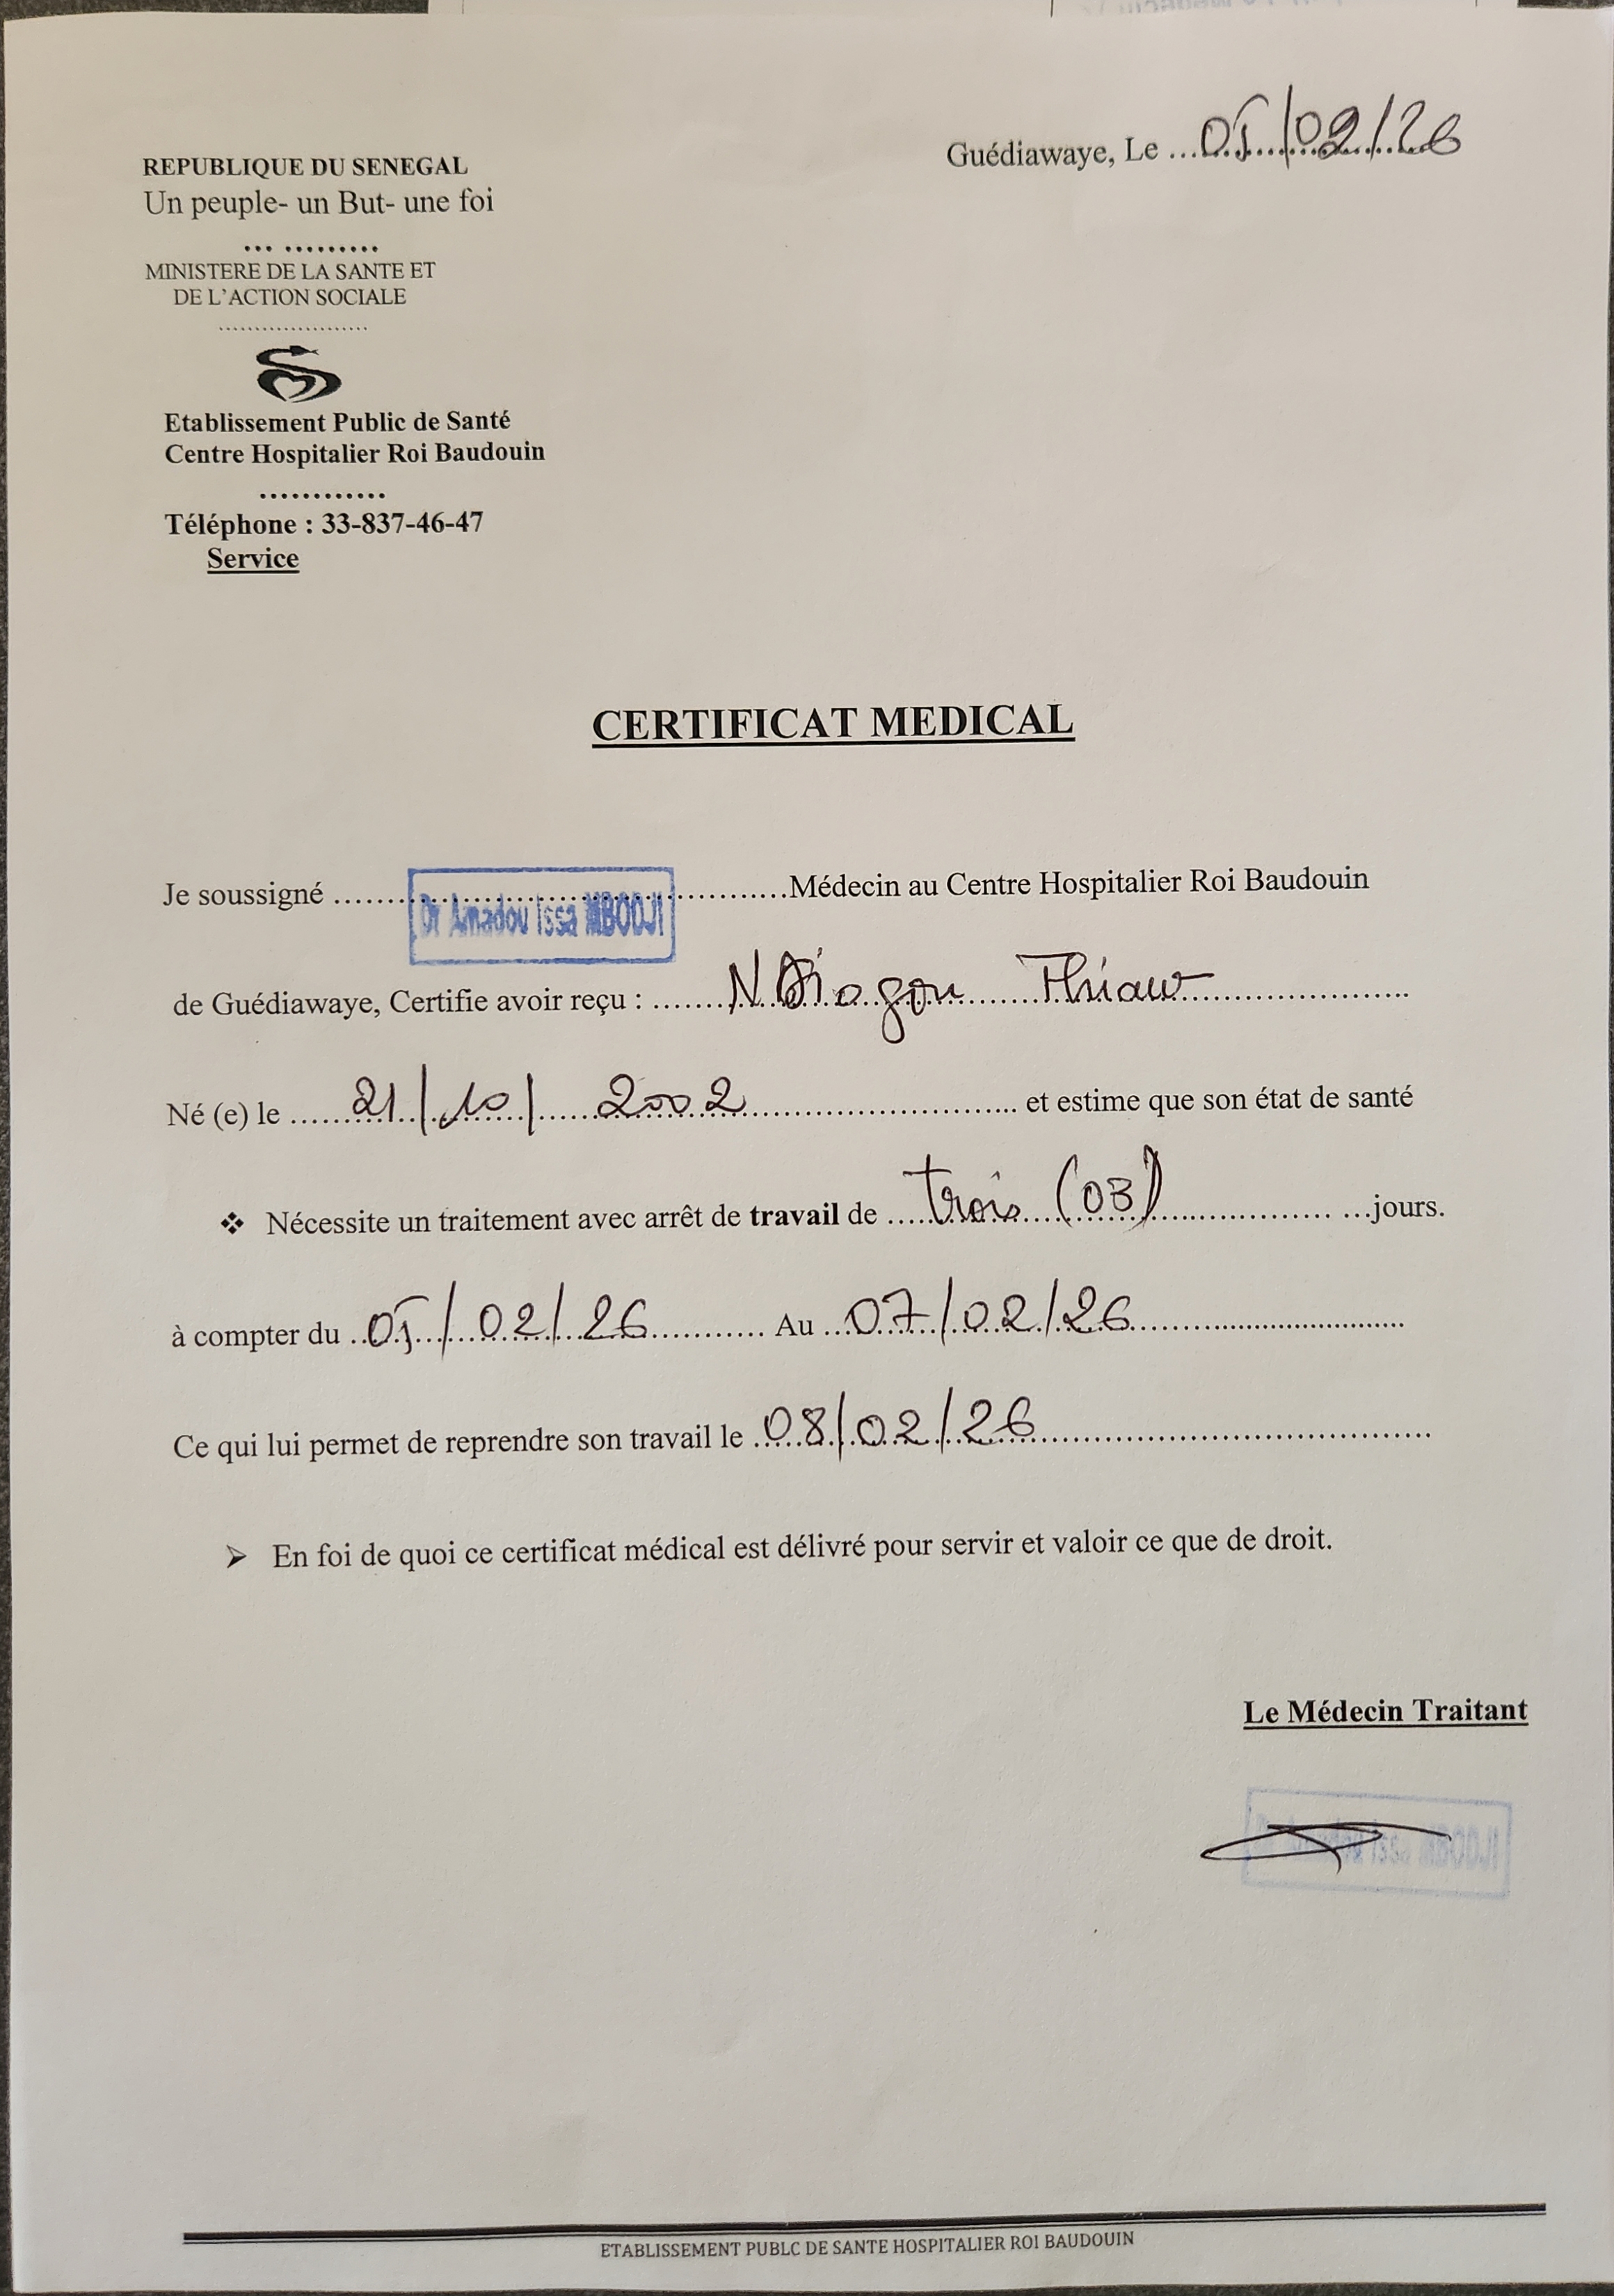 Guédiawaye, Le ...05/02/26
REPUBLIQUE DU SENEGAL
Un peuple- un But- une foi
... .........
MINISTERE DE LA SANTE ET
DE L'ACTION SOCIALE
.....................
Etablissement Public de Santé
Centre Hospitalier Roi Baudouin
............
Téléphone : 33-837-46-47
Service
CERTIFICAT MEDICAL
Je soussigné ..... Dr Amadou Issa MBODJI .....Médecin au Centre Hospitalier Roi Baudouin
de Guédiawaye, Certifie avoir reçu : ..... Thiaw .....
Né (e) le ..... 21/10/2002 ..... et estime que son état de santé
❖ Nécessite un traitement avec arrêt de travail de ..... trois (03) ..... jours.
à compter du ..05/02/26..... Au ...07/02/26.....
Ce qui lui permet de reprendre son travail le ..08/02/26.....
➢ En foi de quoi ce certificat médical est délivré pour servir et valoir ce que de droit.
Le Médecin Traitant
ETABLISSEMENT PUBLC DE SANTE HOSPITALIER ROI BAUDOUIN